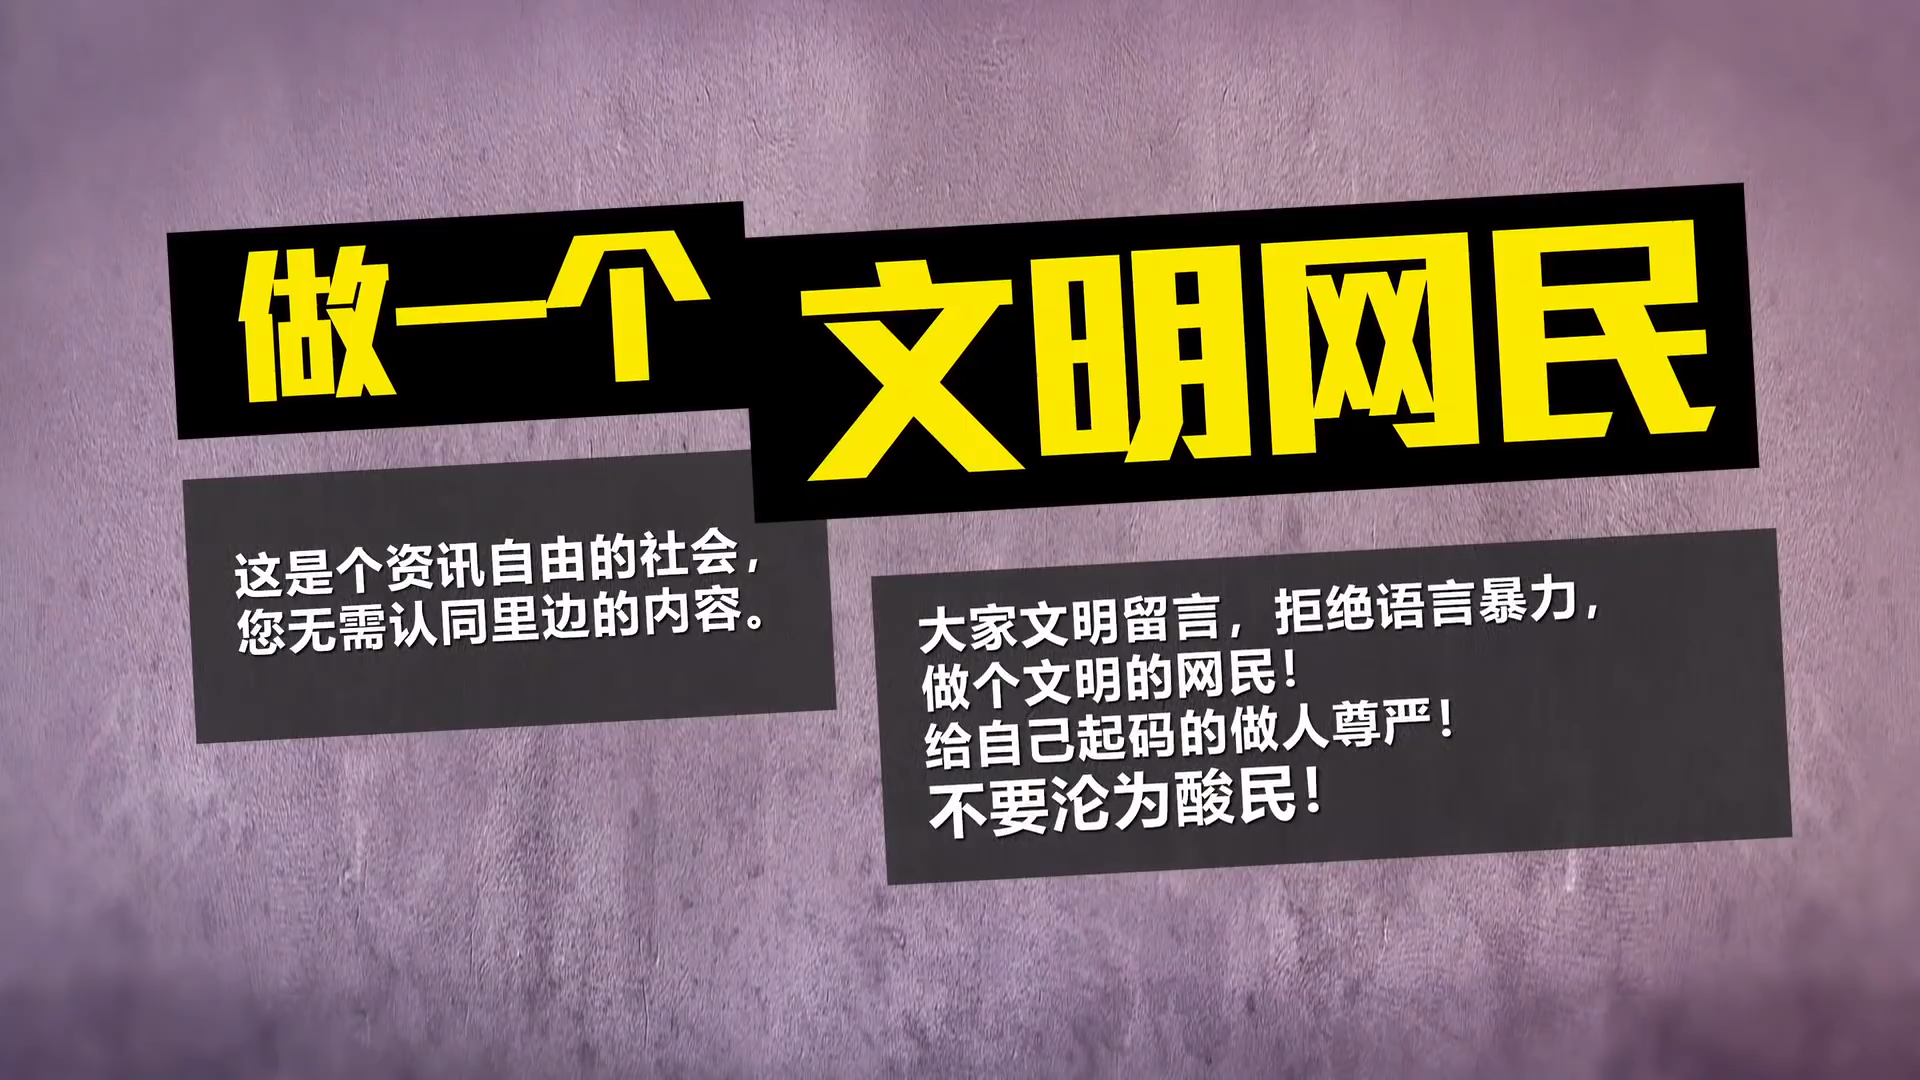 做一个
文明网民
这是个资讯自由的社会，
您无需认同里边的内容。
大家文明留言，拒绝语言暴力，
做个文明的网民！
给自己起码的做人尊严！
不要沦为酸民！